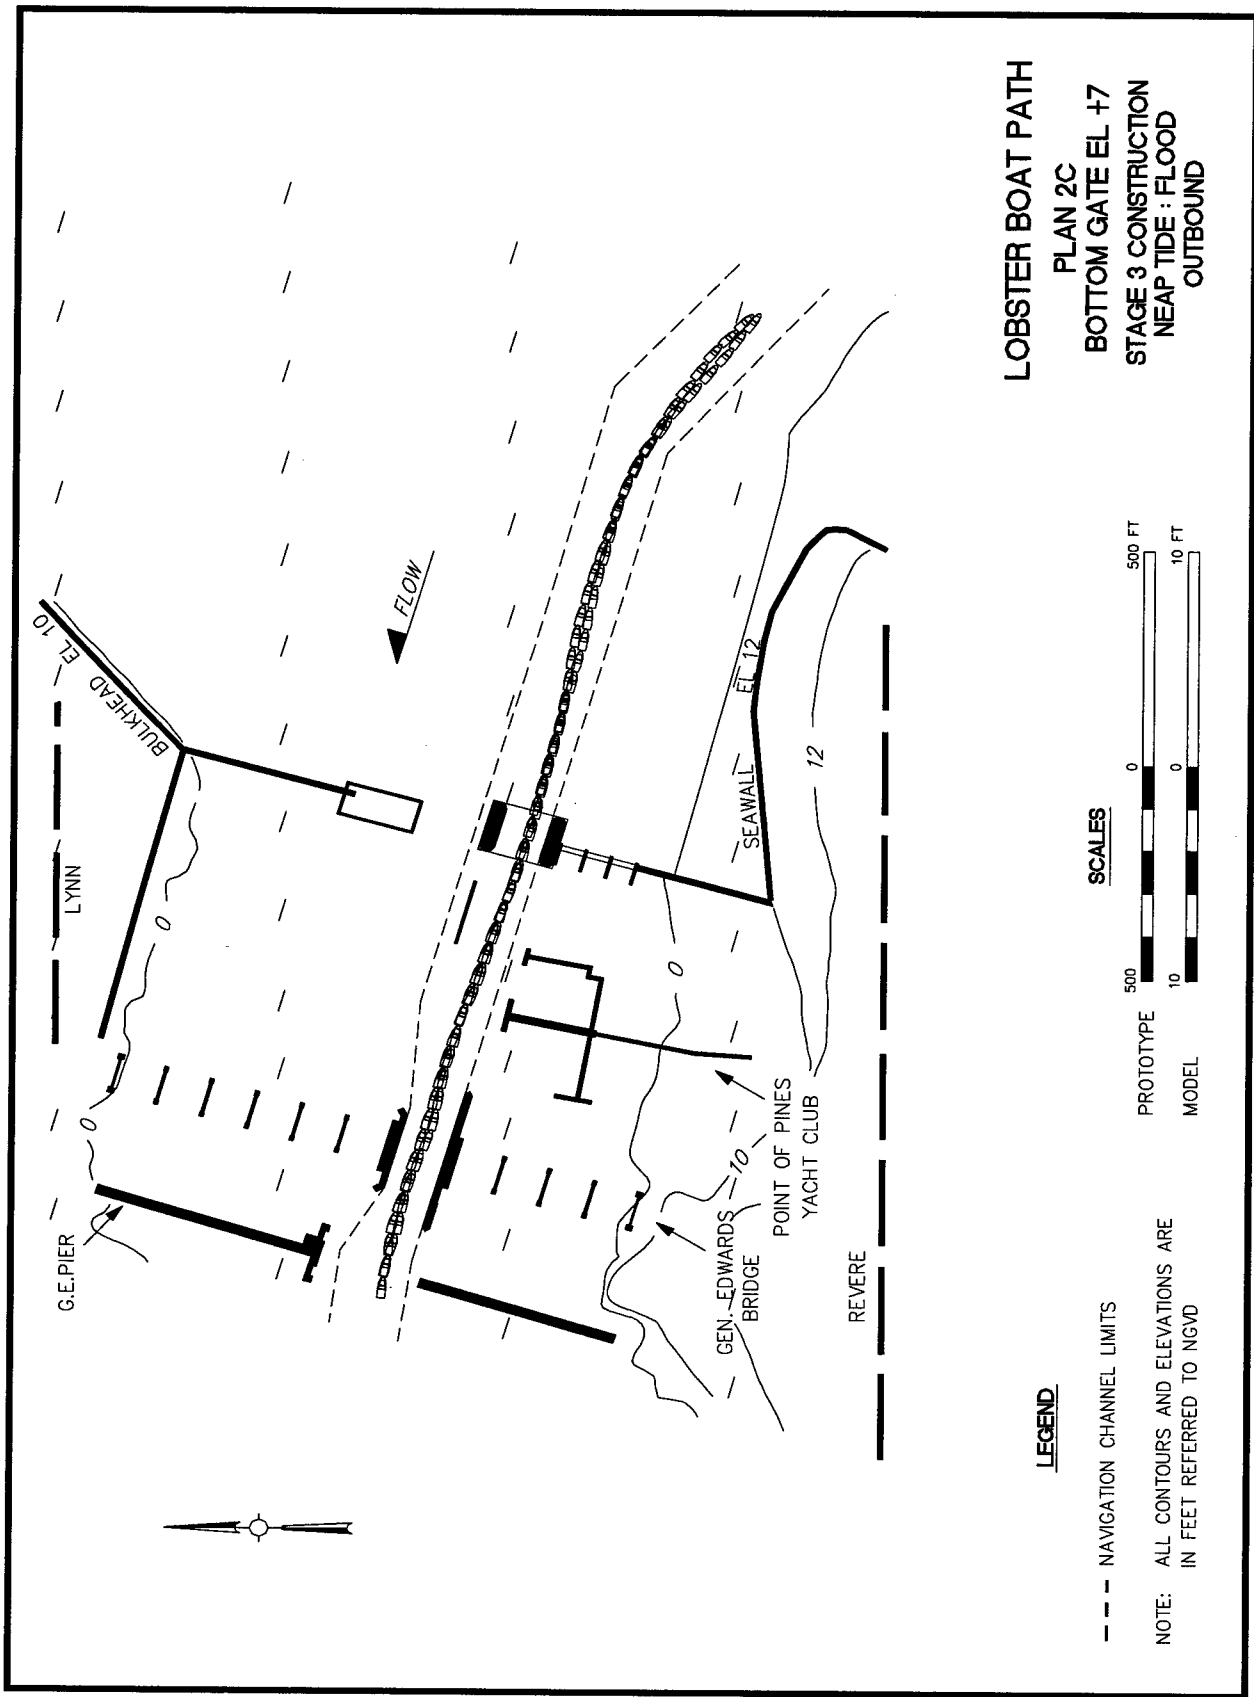 LYNN
BULKHEAD EL 10
G.E.PIER
0
0
FLOW
0
SEAWALL
EL 12
12
10
POINT OF PINES
YACHT CLUB
GEN. EDWARDS
BRIDGE
REVERE
LOBSTER BOAT PATH
PLAN 2C
BOTTOM GATE EL +7
STAGE 3 CONSTRUCTION
NEAP TIDE : FLOOD
OUTBOUND
LEGEND
NAVIGATION CHANNEL LIMITS
NOTE: ALL CONTOURS AND ELEVATIONS ARE
IN FEET REFERRED TO NGVD
SCALES
PROTOTYPE 500 0 500 FT
MODEL 10 0 10 FT